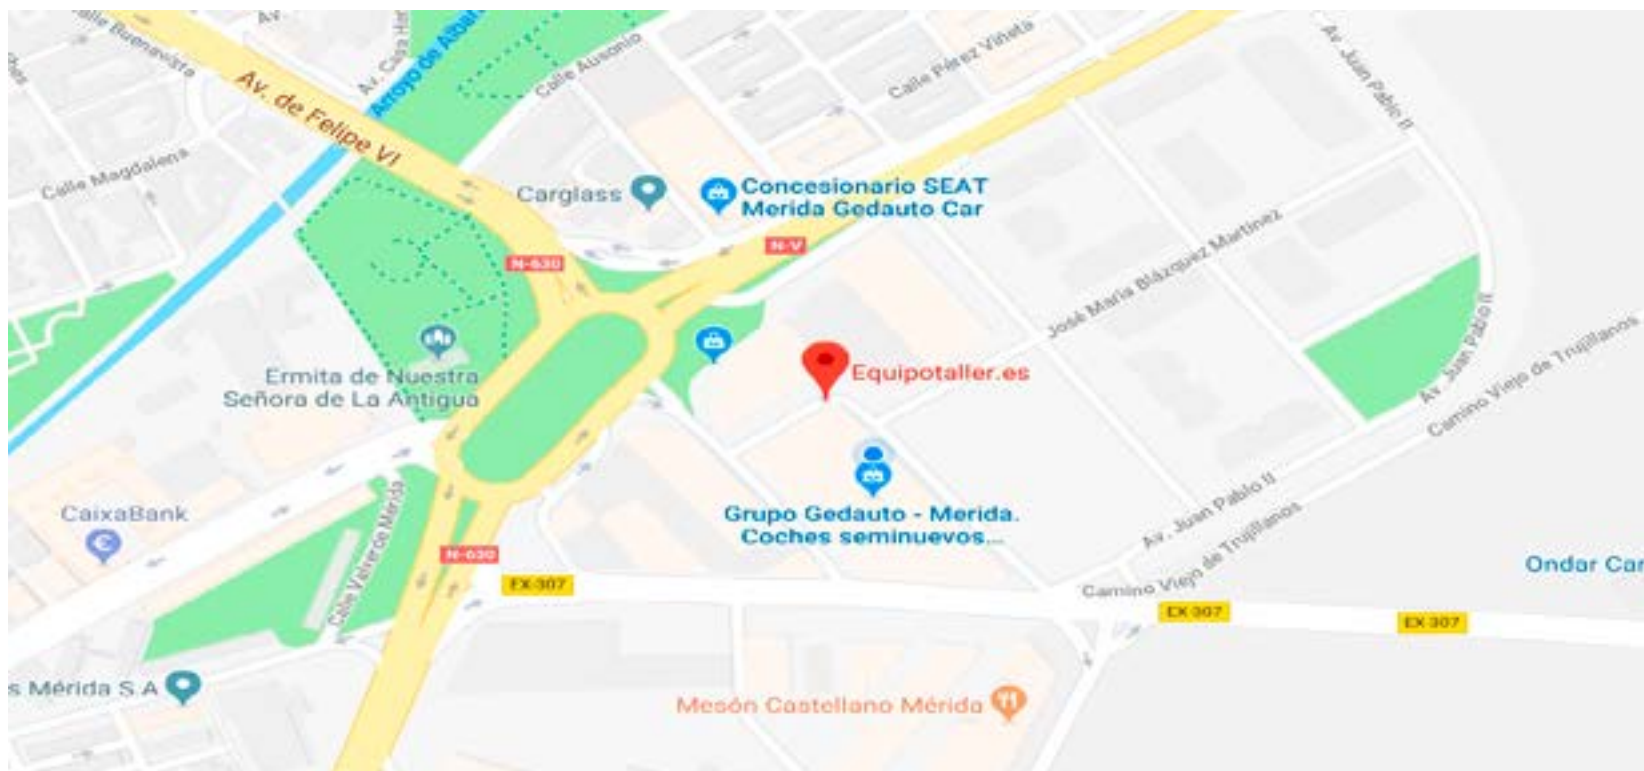 Av
Calle Buenavista
Av. Casa Her
Arroyo de Albar
Calle Ausonio
Calle Pérez Viñeta
Av. Juan Pablo II
Av. de Felipe VI
Calle Magdalena
Carglass
Concesionario SEAT
Merida Gedauto Car
N-V
N-630
José María Blázquez Martínez
Av. Juan Pablo II
Camino Viejo de Trujillanos
Ermita de Nuestra
Señora de La Antigua
Equipotaller.es
Grupo Gedauto - Merida.
Coches seminuevos...
CaixaBank
€
Calle Valverde Mérida
Av. Juan Pablo II
Camino Viejo de Trujillanos
Ondar Car
N-630
EX-307
EX-307
EX-307
s Mérida S.A
Mesón Castellano Mérida